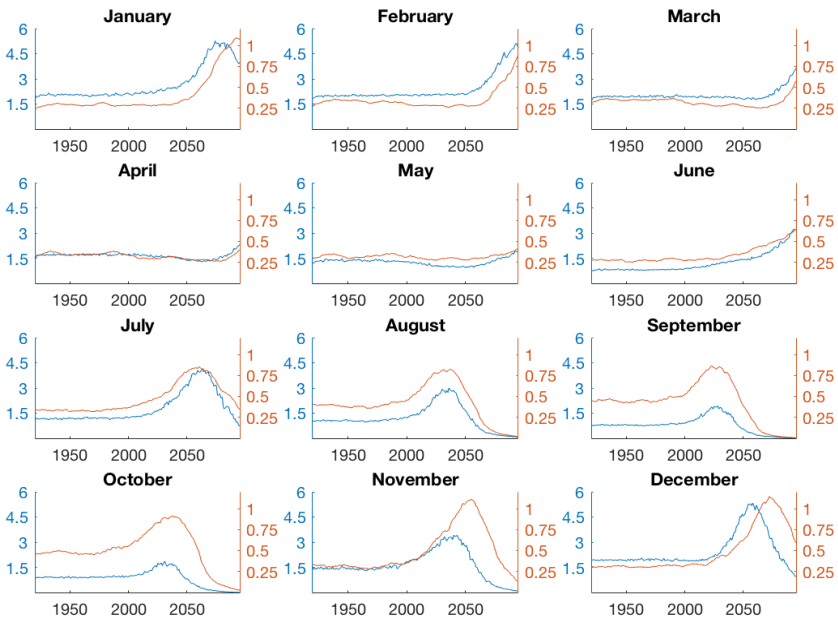 January February March
6 6 6
4.5 1 4.5 1 4.5 1
0.75 0.75 0.75
3 3 3
0.5 0.5 0.5
1.5 0.25 1.5 0.25 1.5 0.25
1950 2000 2050 1950 2000 2050 1950 2000 2050
April May June
6 6 6
4.5 1 4.5 1 4.5 1
0.75 0.75 0.75
3 3 3
0.5 0.5 0.5
1.5 0.25 1.5 0.25 1.5 0.25
1950 2000 2050 1950 2000 2050 1950 2000 2050
July August September
6 6 6
4.5 1 4.5 1 4.5 1
0.75 0.75 0.75
3 3 3
0.5 0.5 0.5
1.5 0.25 1.5 0.25 1.5 0.25
1950 2000 2050 1950 2000 2050 1950 2000 2050
October November December
6 6 6
4.5 1 4.5 1 4.5 1
0.75 0.75 0.75
3 3 3
0.5 0.5 0.5
1.5 0.25 1.5 0.25 1.5 0.25
1950 2000 2050 1950 2000 2050 1950 2000 2050